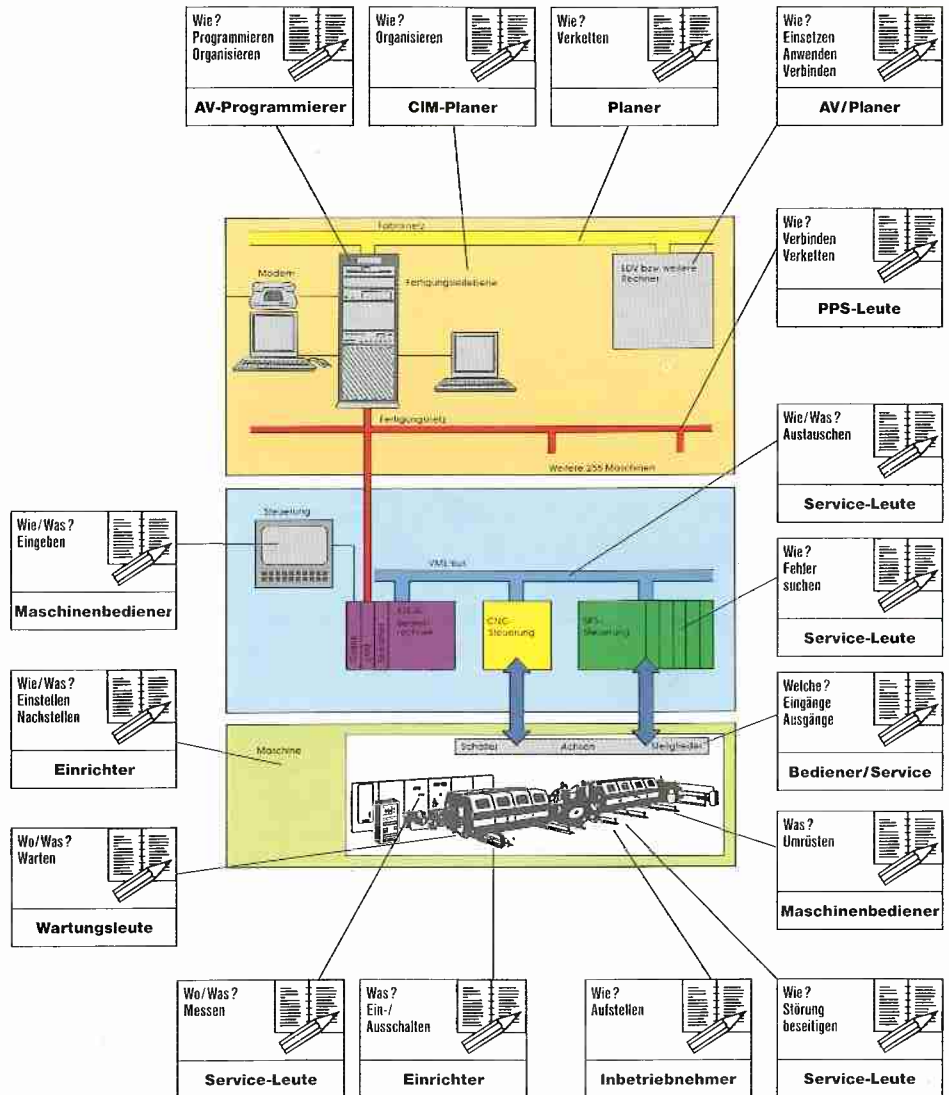 Wie?
Programmieren
Organisieren
AV-Programmierer
Wie?
Organisieren
CIM-Planer
Wie?
Verketten
Planer
Wie?
Einsetzen
Anwenden
Verbinden
AV/Planer
Fabriknetz
Modem
Fertigungsleitebene
EDV bzw. weitere
Rechner
Wie?
Verbinden
Verketten
PPS-Leute
Fertigungsnetz
Weitere 255 Maschinen
Wie/Was?
Austauschen
Service-Leute
Wie/Was?
Eingeben
Maschinenbediener
Steuerung
VME-Bus
CNC-
Steuerung
SPS-
Steuerung
Wie?
Fehler
suchen
Service-Leute
Wie/Was?
Einstellen
Nachstellen
Einrichter
Maschine
Schalter
Achsen
Stellglieder
Welche?
Eingänge
Ausgänge
Bediener/Service
Wo/Was?
Warten
Wartungsleute
Was?
Umrüsten
Maschinenbediener
Wo/Was?
Messen
Service-Leute
Was?
Ein-/
Ausschalten
Einrichter
Wie?
Aufstellen
Inbetriebnehmer
Wie?
Störung
beseitigen
Service-Leute